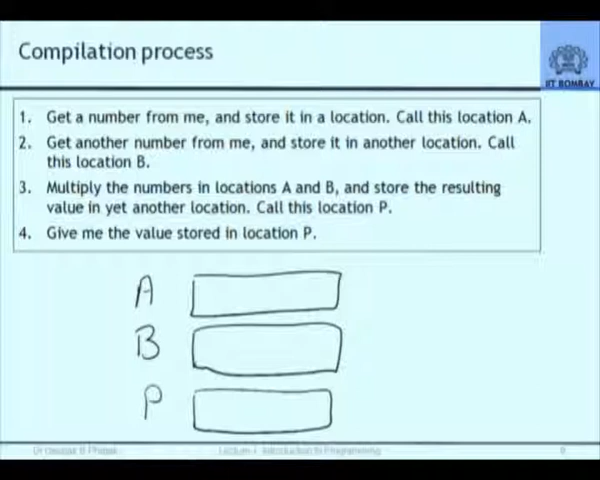 Compilation process
IIT BOMBAY
1. Get a number from me, and store it in a location. Call this location A.
2. Get another number from me, and store it in another location. Call
this location B.
3. Multiply the numbers in locations A and B, and store the resulting
value in yet another location. Call this location P.
4. Give me the value stored in location P.
A
B
P
Lecture 1 Introduction to Programming